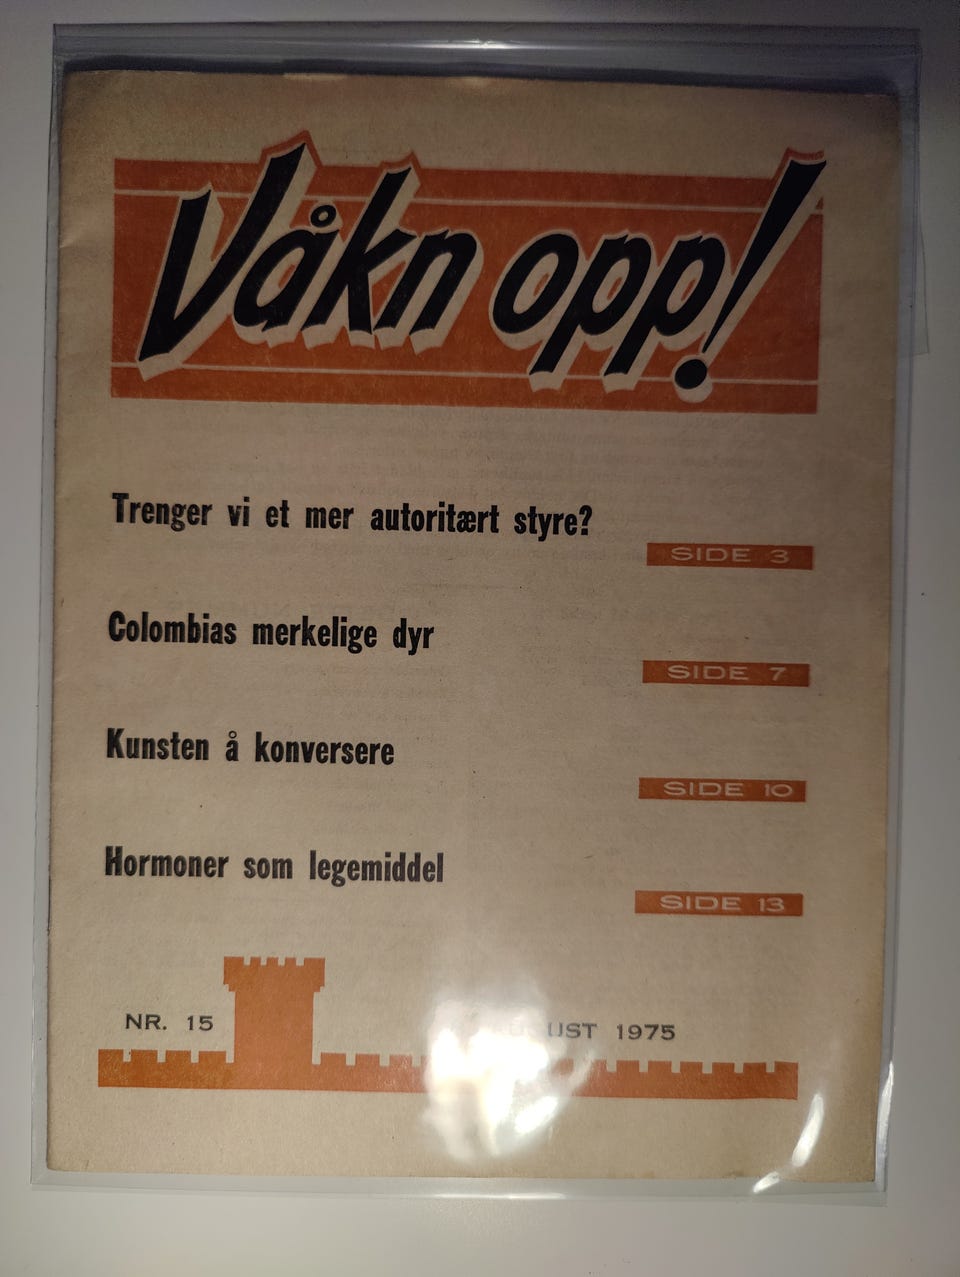 Våkn opp!
Trenger vi et mer autoritært styre?
SIDE 3
Colombias merkelige dyr
SIDE 7
Kunsten å konversere
SIDE 10
Hormoner som legemiddel
SIDE 13
NR. 15
1975